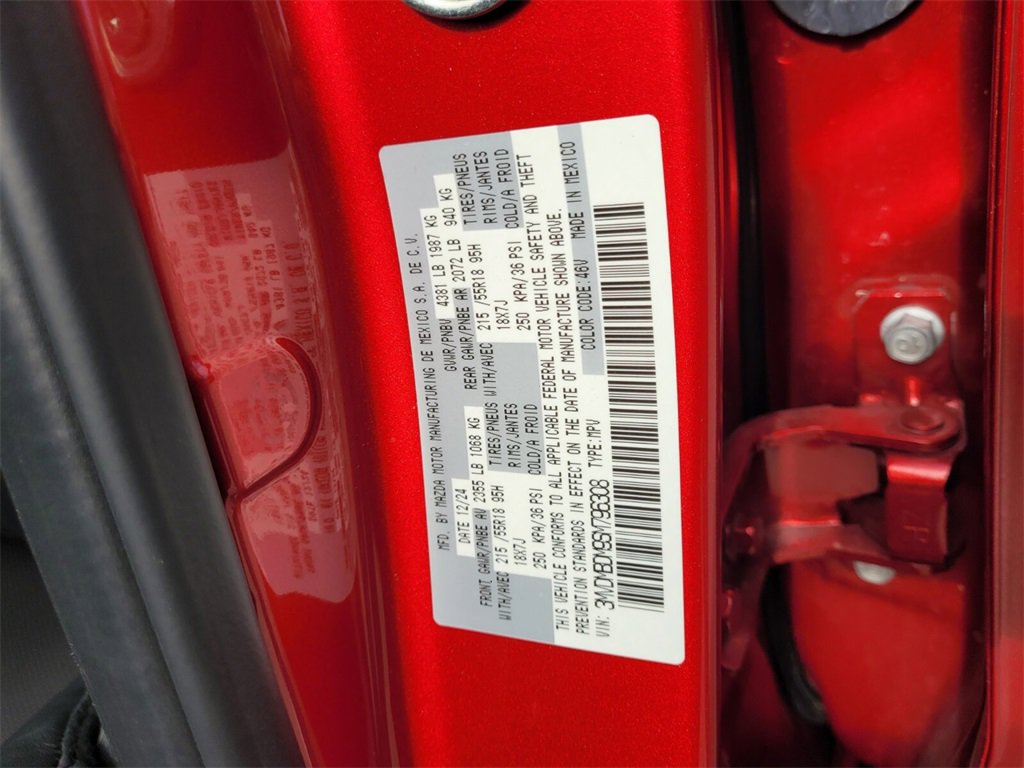 MFD. BY MAZDA MOTOR MANUFACTURING DE MEXICO S.A. DE C.V.
DATE 12/24 GVWR/PNBV 4381 LB 1987 KG
FRONT GAWR/PNBE AV 2355 LB 1068 KG REAR GAWR/PNBE AR 2072 LB 940 KG
WITH/AVEC 215 /55R18 95H TIRES/PNEUS WITH/AVEC 215 /55R18 95H TIRES/PNEUS
18X7J RIMS/JANTES 18X7J RIMS/JANTES
250 KPA/36 PSI COLD/A FROID 250 KPA/36 PSI COLD/A FROID
THIS VEHICLE CONFORMS TO ALL APPLICABLE FEDERAL MOTOR VEHICLE SAFETY AND THEFT
PREVENTION STANDARDS IN EFFECT ON THE DATE OF MANUFACTURE SHOWN ABOVE.
VIN: 3MVDMBDM9SM796308 TYPE:MPV COLOR CODE:46V MADE IN MEXICO